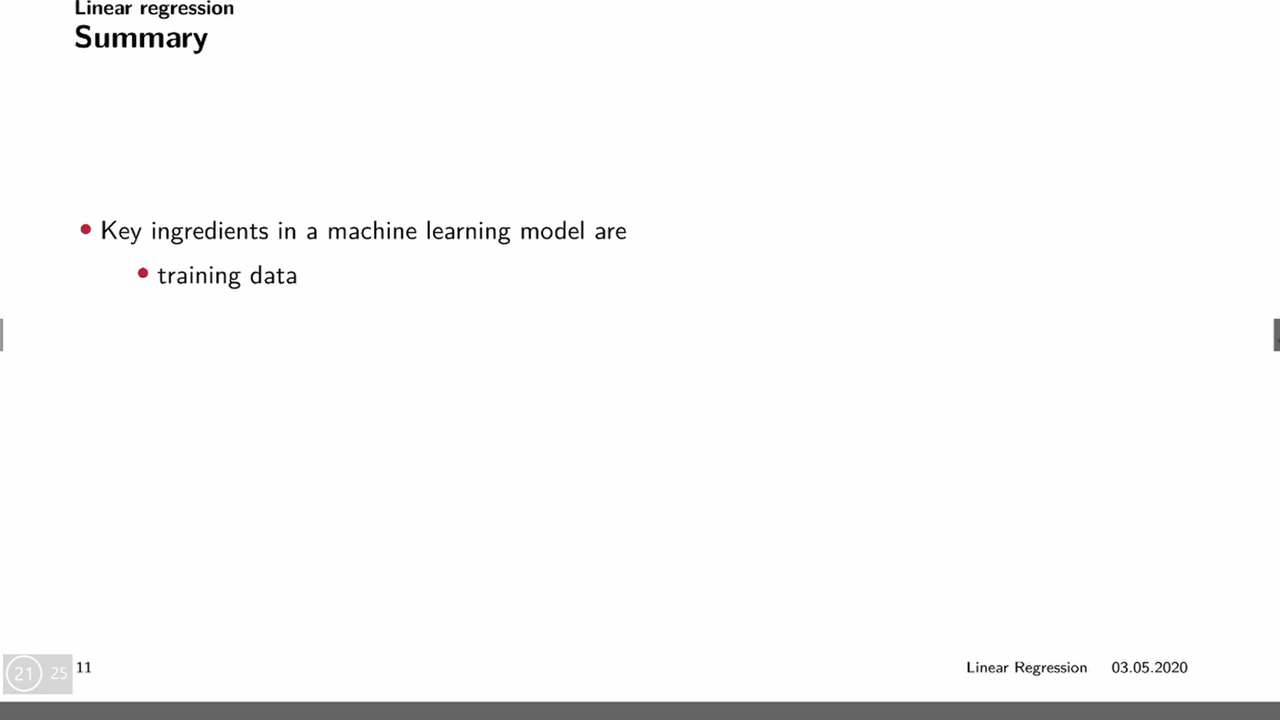 Linear regression
Summary
• Key ingredients in a machine learning model are
• training data
21 25
11
Linear Regression 03.05.2020